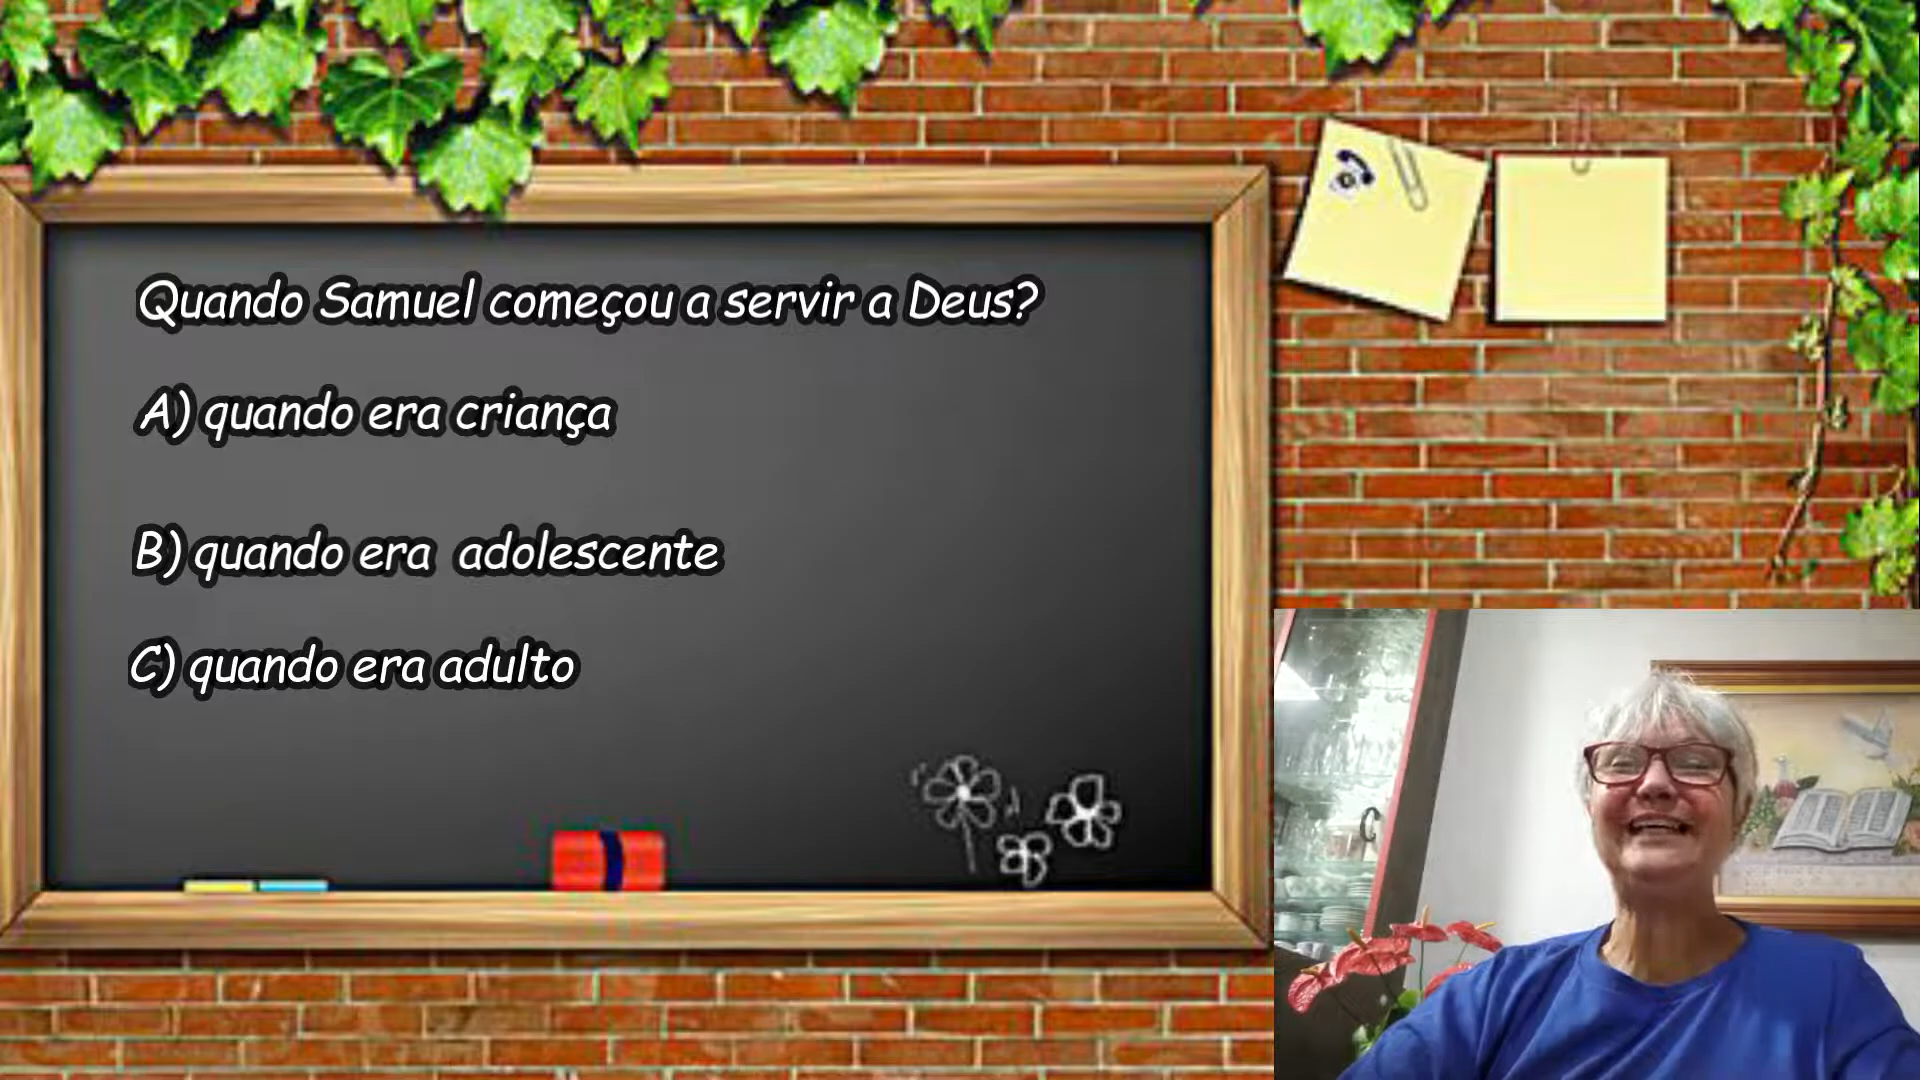 Quando Samuel começou a servir a Deus?
A) quando era criança
B) quando era adolescente
C) quando era adulto